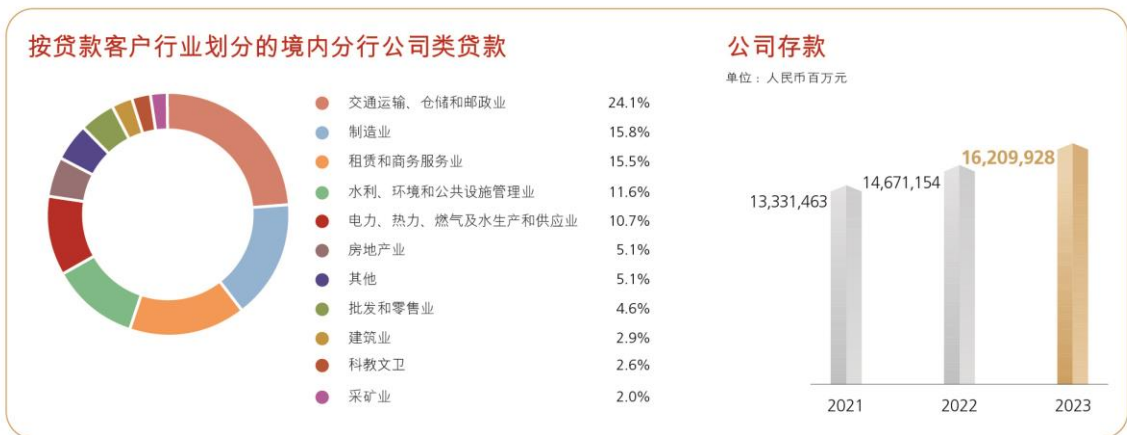 按贷款客户行业划分的境内分行公司类贷款
交通运输、仓储和邮政业 24.1%
制造业 15.8%
租赁和商务服务业 15.5%
水利、环境和公共设施管理业 11.6%
电力、热力、燃气及水生产和供应业 10.7%
房地产业 5.1%
其他 5.1%
批发和零售业 4.6%
建筑业 2.9%
科教文卫 2.6%
采矿业 2.0%
公司存款
单位：人民币百万元
13,331,463
14,671,154
16,209,928
2021 2022 2023